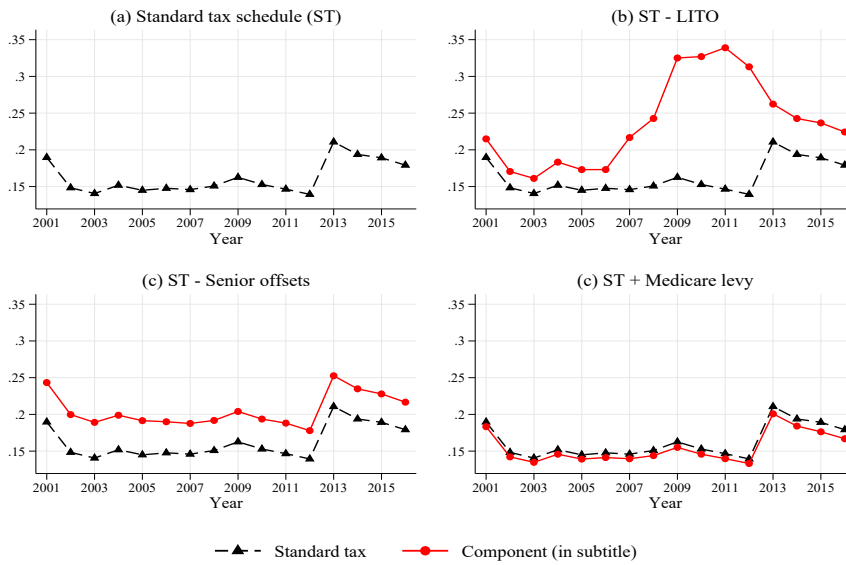 (a) Standard tax schedule (ST)
.35
.3
.25
.2
.15
2001 2003 2005 2007 2009 2011 2013 2015
Year
(b) ST - LITO
.35
.3
.25
.2
.15
2001 2003 2005 2007 2009 2011 2013 2015
Year
(c) ST - Senior offsets
.35
.3
.25
.2
.15
2001 2003 2005 2007 2009 2011 2013 2015
Year
(c) ST + Medicare levy
.35
.3
.25
.2
.15
2001 2003 2005 2007 2009 2011 2013 2015
Year
Standard tax Component (in subtitle)